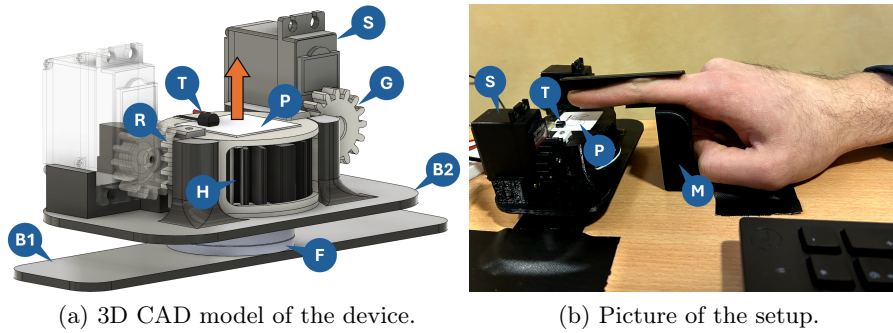 S
T
P
G
R
H
B2
B1
F
S
T
P
M
(a) 3D CAD model of the device.
(b) Picture of the setup.